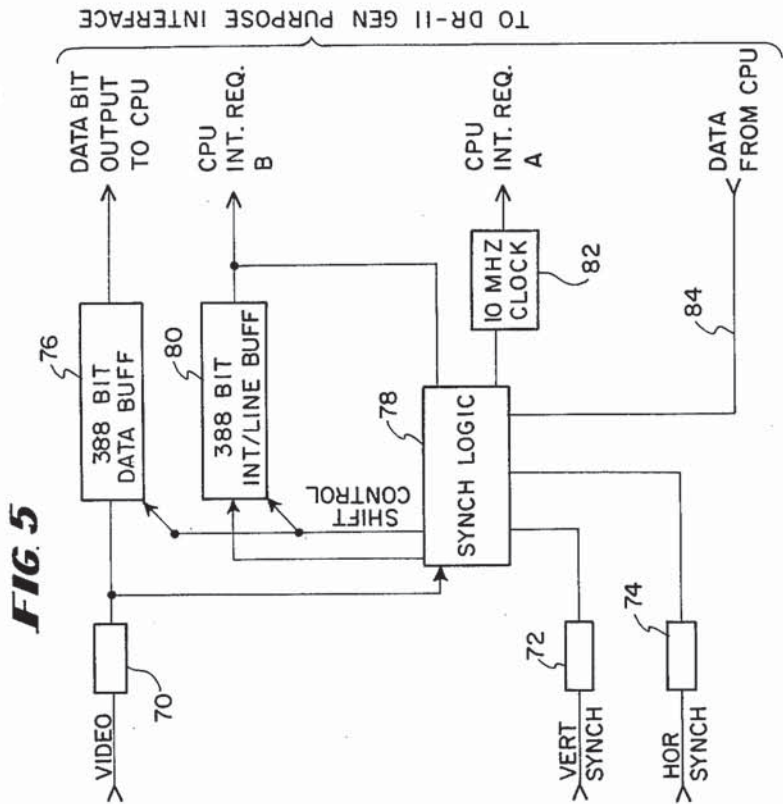 FIG. 5
VIDEO
70
388 BIT
DATA BUFF
76
DATA BIT
OUTPUT
TO CPU
388 BIT
INT/LINE BUFF
80
CPU
INT. REQ.
B
SHIFT
CONTROL
SYNCH LOGIC
78
10 MHZ
CLOCK
82
CPU
INT. REQ.
A
VERT
SYNCH
72
HOR
SYNCH
74
84
DATA
FROM CPU
TO DR-11 GEN PURPOSE INTERFACE